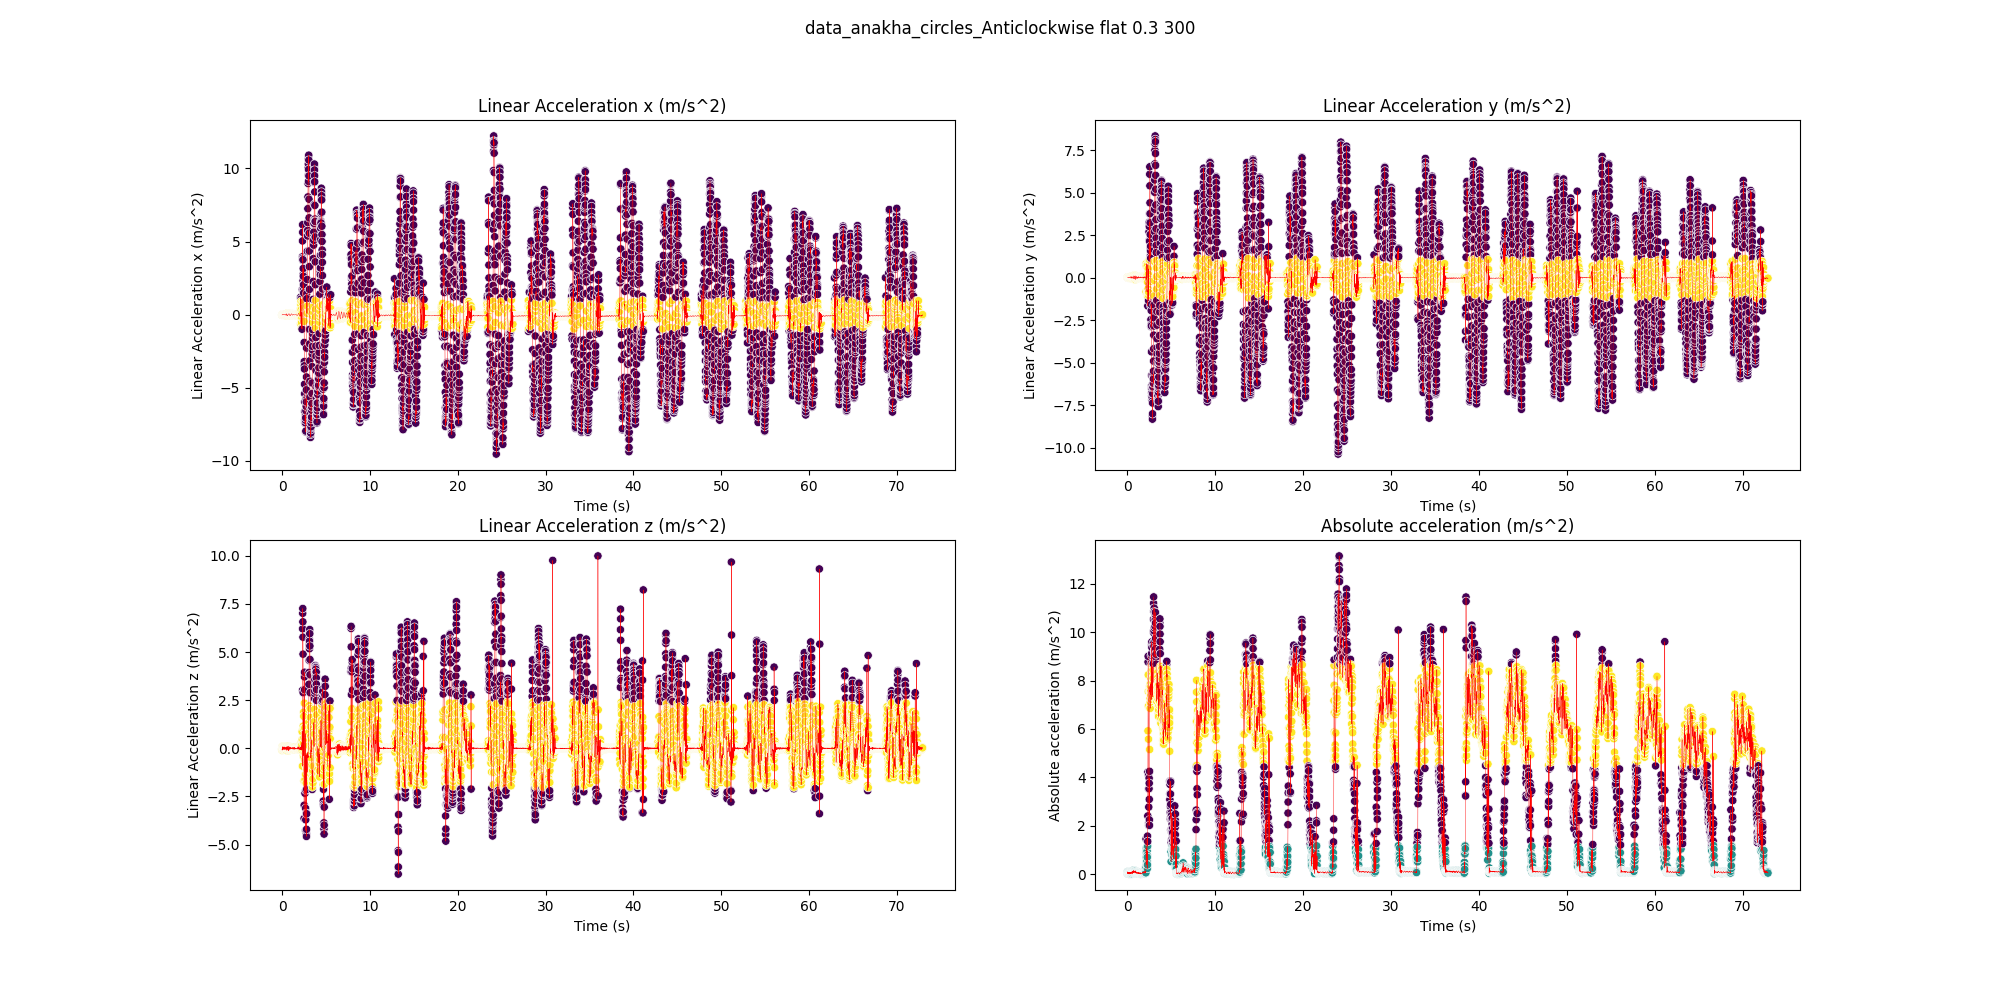 data_anakha_circles_Anticlockwise flat 0.3 300
Linear Acceleration x (m/s^2)
Linear Acceleration x (m/s^2)
10
5
0
−5
−10
0 10 20 30 40 50 60 70
Time (s)
Linear Acceleration y (m/s^2)
Linear Acceleration y (m/s^2)
7.5
5.0
2.5
0.0
−2.5
−5.0
−7.5
−10.0
0 10 20 30 40 50 60 70
Time (s)
Linear Acceleration z (m/s^2)
Linear Acceleration z (m/s^2)
10.0
7.5
5.0
2.5
0.0
−2.5
−5.0
0 10 20 30 40 50 60 70
Time (s)
Absolute acceleration (m/s^2)
Absolute acceleration (m/s^2)
12
10
8
6
4
2
0
0 10 20 30 40 50 60 70
Time (s)